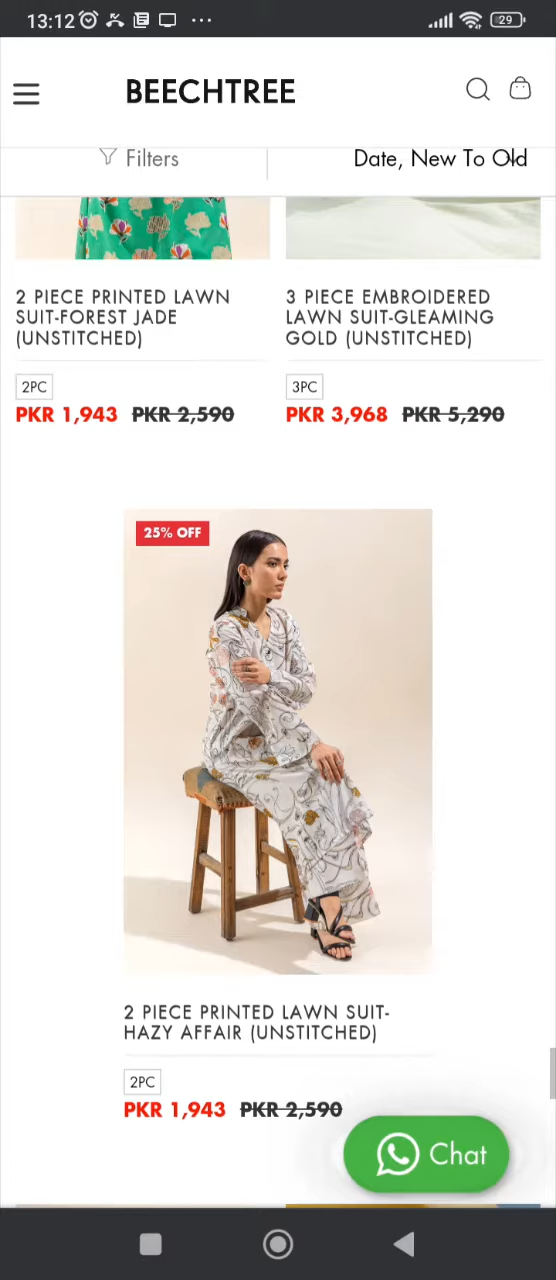 13:12
29
BEECHTREE
Filters
Date, New To Old
2 PIECE PRINTED LAWN
SUIT-FOREST JADE
(UNSTITCHED)
2PC
PKR 1,943 PKR 2,590
3 PIECE EMBROIDERED
LAWN SUIT-GLEAMING
GOLD (UNSTITCHED)
3PC
PKR 3,968 PKR 5,290
25% OFF
2 PIECE PRINTED LAWN SUIT-
HAZY AFFAIR (UNSTITCHED)
2PC
PKR 1,943 PKR 2,590
Chat